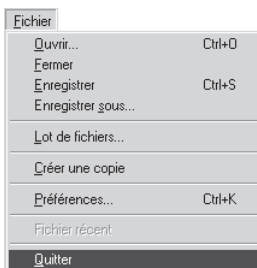 Fichier
Ouvrir... Ctrl+O
Fermer
Enregistrer Ctrl+S
Enregistrer sous...
Lot de fichiers...
Créer une copie
Préférences... Ctrl+K
Fichier récent
Quitter